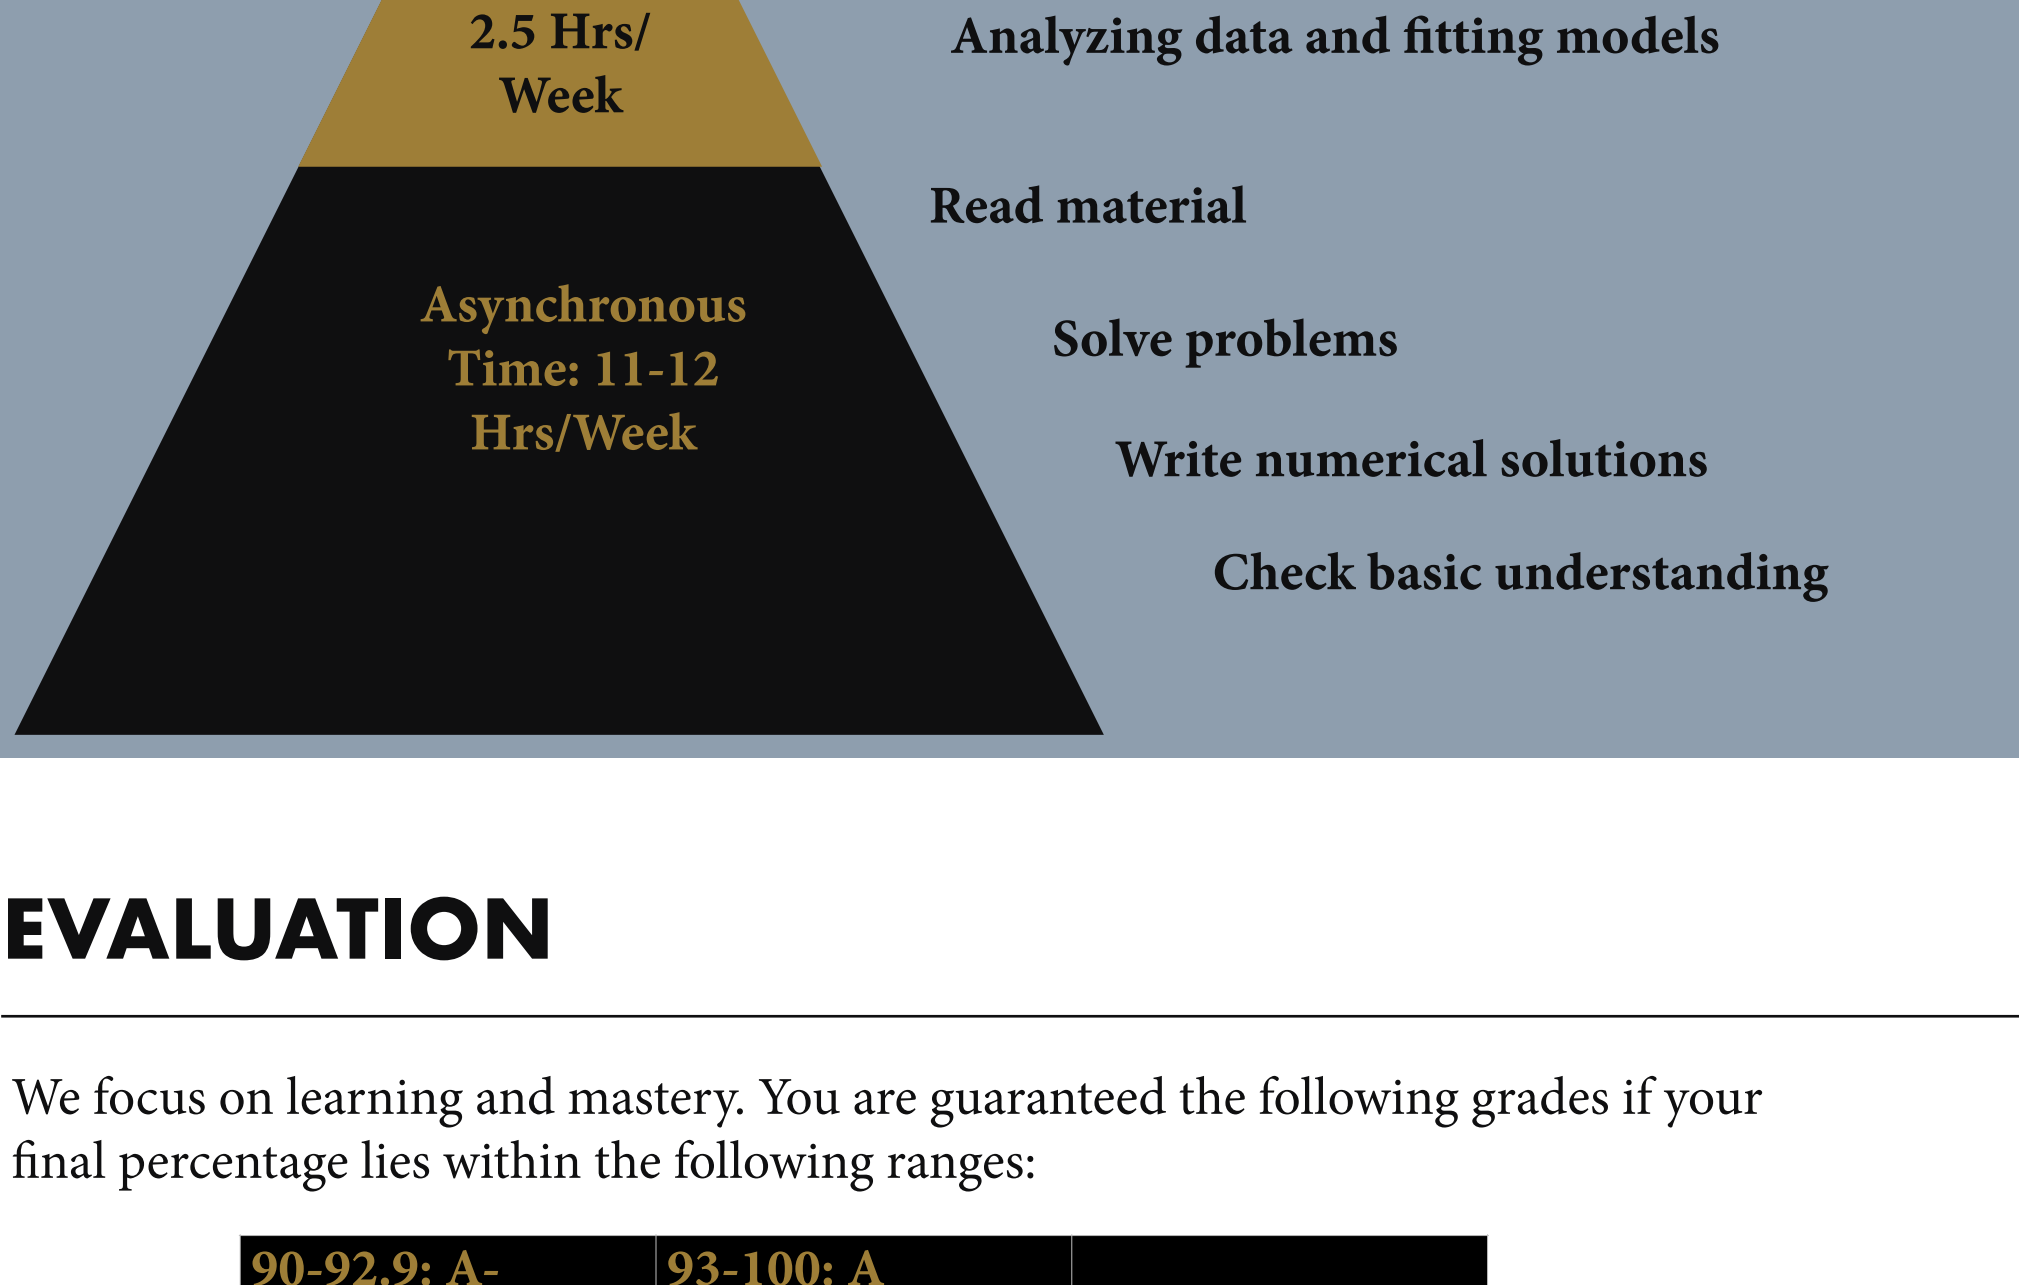 2.5 Hrs/
Week
Analyzing data and fitting models
Read material
Asynchronous
Time: 11-12
Hrs/Week
Solve problems
Write numerical solutions
Check basic understanding
EVALUATION
We focus on learning and mastery. You are guaranteed the following grades if your
final percentage lies within the following ranges:
90-92.9: A-
93-100: A